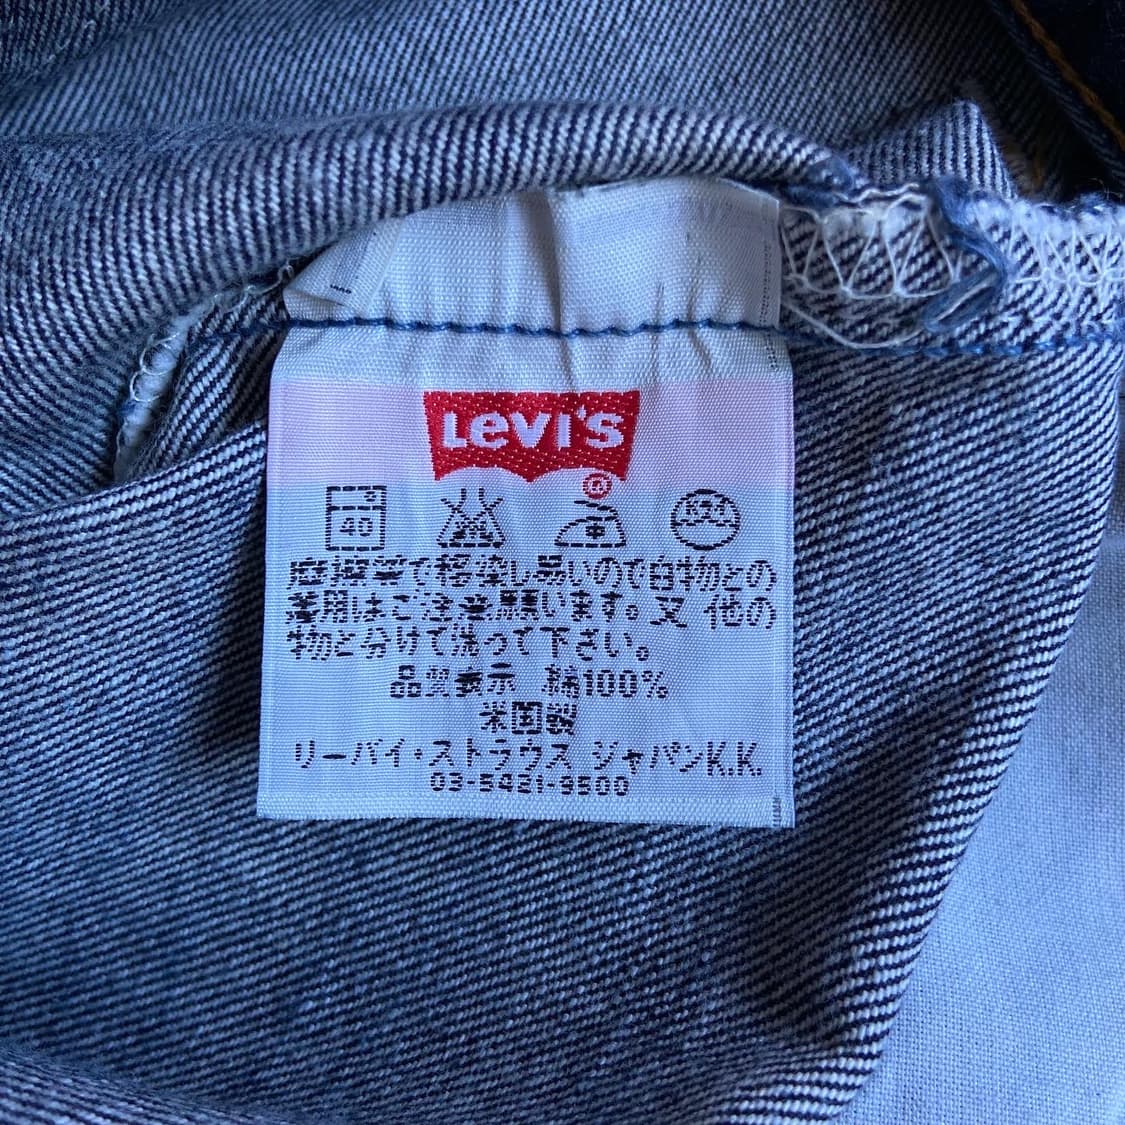 Levi's
®
40
摩擦等で移染し易いので白物との
着用はご注意願います。又 他の
物と分けて洗って下さい。
品質表示 綿100%
米国製
リーバイ・ストラウス ジャパンK.K.
03-5421-9500